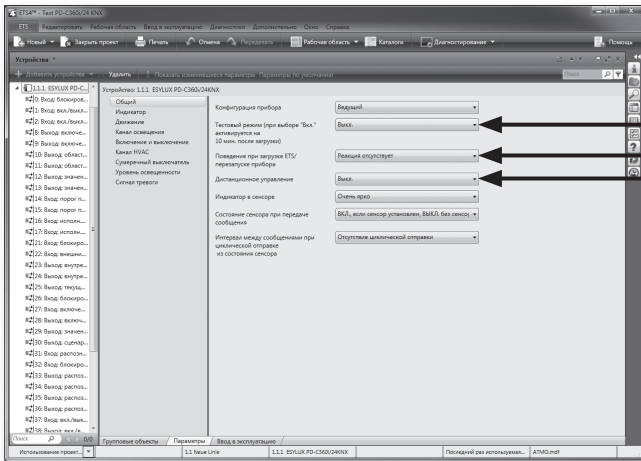 ETS4™ - Test PD-C360i/24 KNX
ETS Редактировать Рабочая область Ввод в эксплуатацию Диагностики Дополнительно Окно Справка
Новый Закрыть проект Печать Отмена Переделать Рабочая область Каталоги Диагностирование Помощь
Устройства
Добавить устройства Удалить Показать изменившиеся параметры Параметры по умолчанию Поиск
1.1.1 ESYLUX PD-C...
0: Вход: блокиров...
1: Вход: вкл./выкл...
2: Вход: вкл./выкл...
8: Выход: включе...
9: Выход: включе...
10: Выход: област...
11: Выход: област...
12: Выход: значен...
13: Выход: значен...
14: Вход: порог п...
15: Вход: порог п...
16: Вход: исполн...
17: Вход: исполн...
21: Вход: блокиро...
22: Вход: внешни...
23: Выход: внутре...
24: Выход: внутре...
25: Выход: текущ...
26: Вход: блокиро...
27: Вход: включе...
28: Выход: включ...
29: Выход: значен...
30: Выход: сценар...
31: Вход: распозн...
32: Вход: блокиро...
33: Выход: распоз...
34: Выход: распоз...
35: Выход: распоз...
36: Выход: распоз...
37: Вход: вкл./вык...
38: Выход: вкл./в...
Поиск 0/0
Устройство: 1.1.1 ESYLUX PD-C360i/24KNX
Общий
Индикатор
Движение
Канал освещения
Включение и выключение
Канал HVAC
Сумеречный выключатель
Уровень освещенности
Сигнал тревоги
Конфигурация прибора Ведущий
Тестовый режим (при выборе "Вкл." Выкл.
активируется на
10 мин. после загрузки)
Поведение при загрузке ETS/ Реакция отсутствует
перезапуске прибора
Дистанционное управление Выкл.
Индикатор в сенсоре Очень ярко
Состояние сенсора при передаче ВКЛ., если сенсор установлен, ВЫКЛ. без сенсор
сообщения
Интервал между сообщениями при Отсутствие циклической отправки
циклической отправке
из состояния сенсора
Групповые объекты Параметры Ввод в эксплуатацию
Использование проект... 1.1 Neue Linie 1.1.1 ESYLUX PD-C360i/24KNX Последний раз используемая... ATMO.mdf